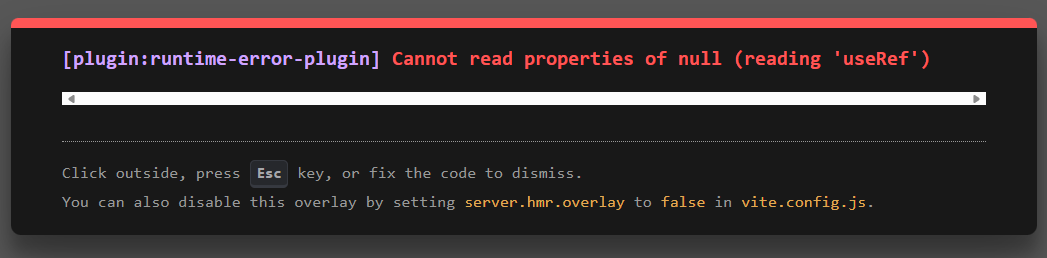 [plugin:runtime-error-plugin] Cannot read properties of null (reading 'useRef')
Click outside, press Esc key, or fix the code to dismiss.
You can also disable this overlay by setting server.hmr.overlay to false in vite.config.js.